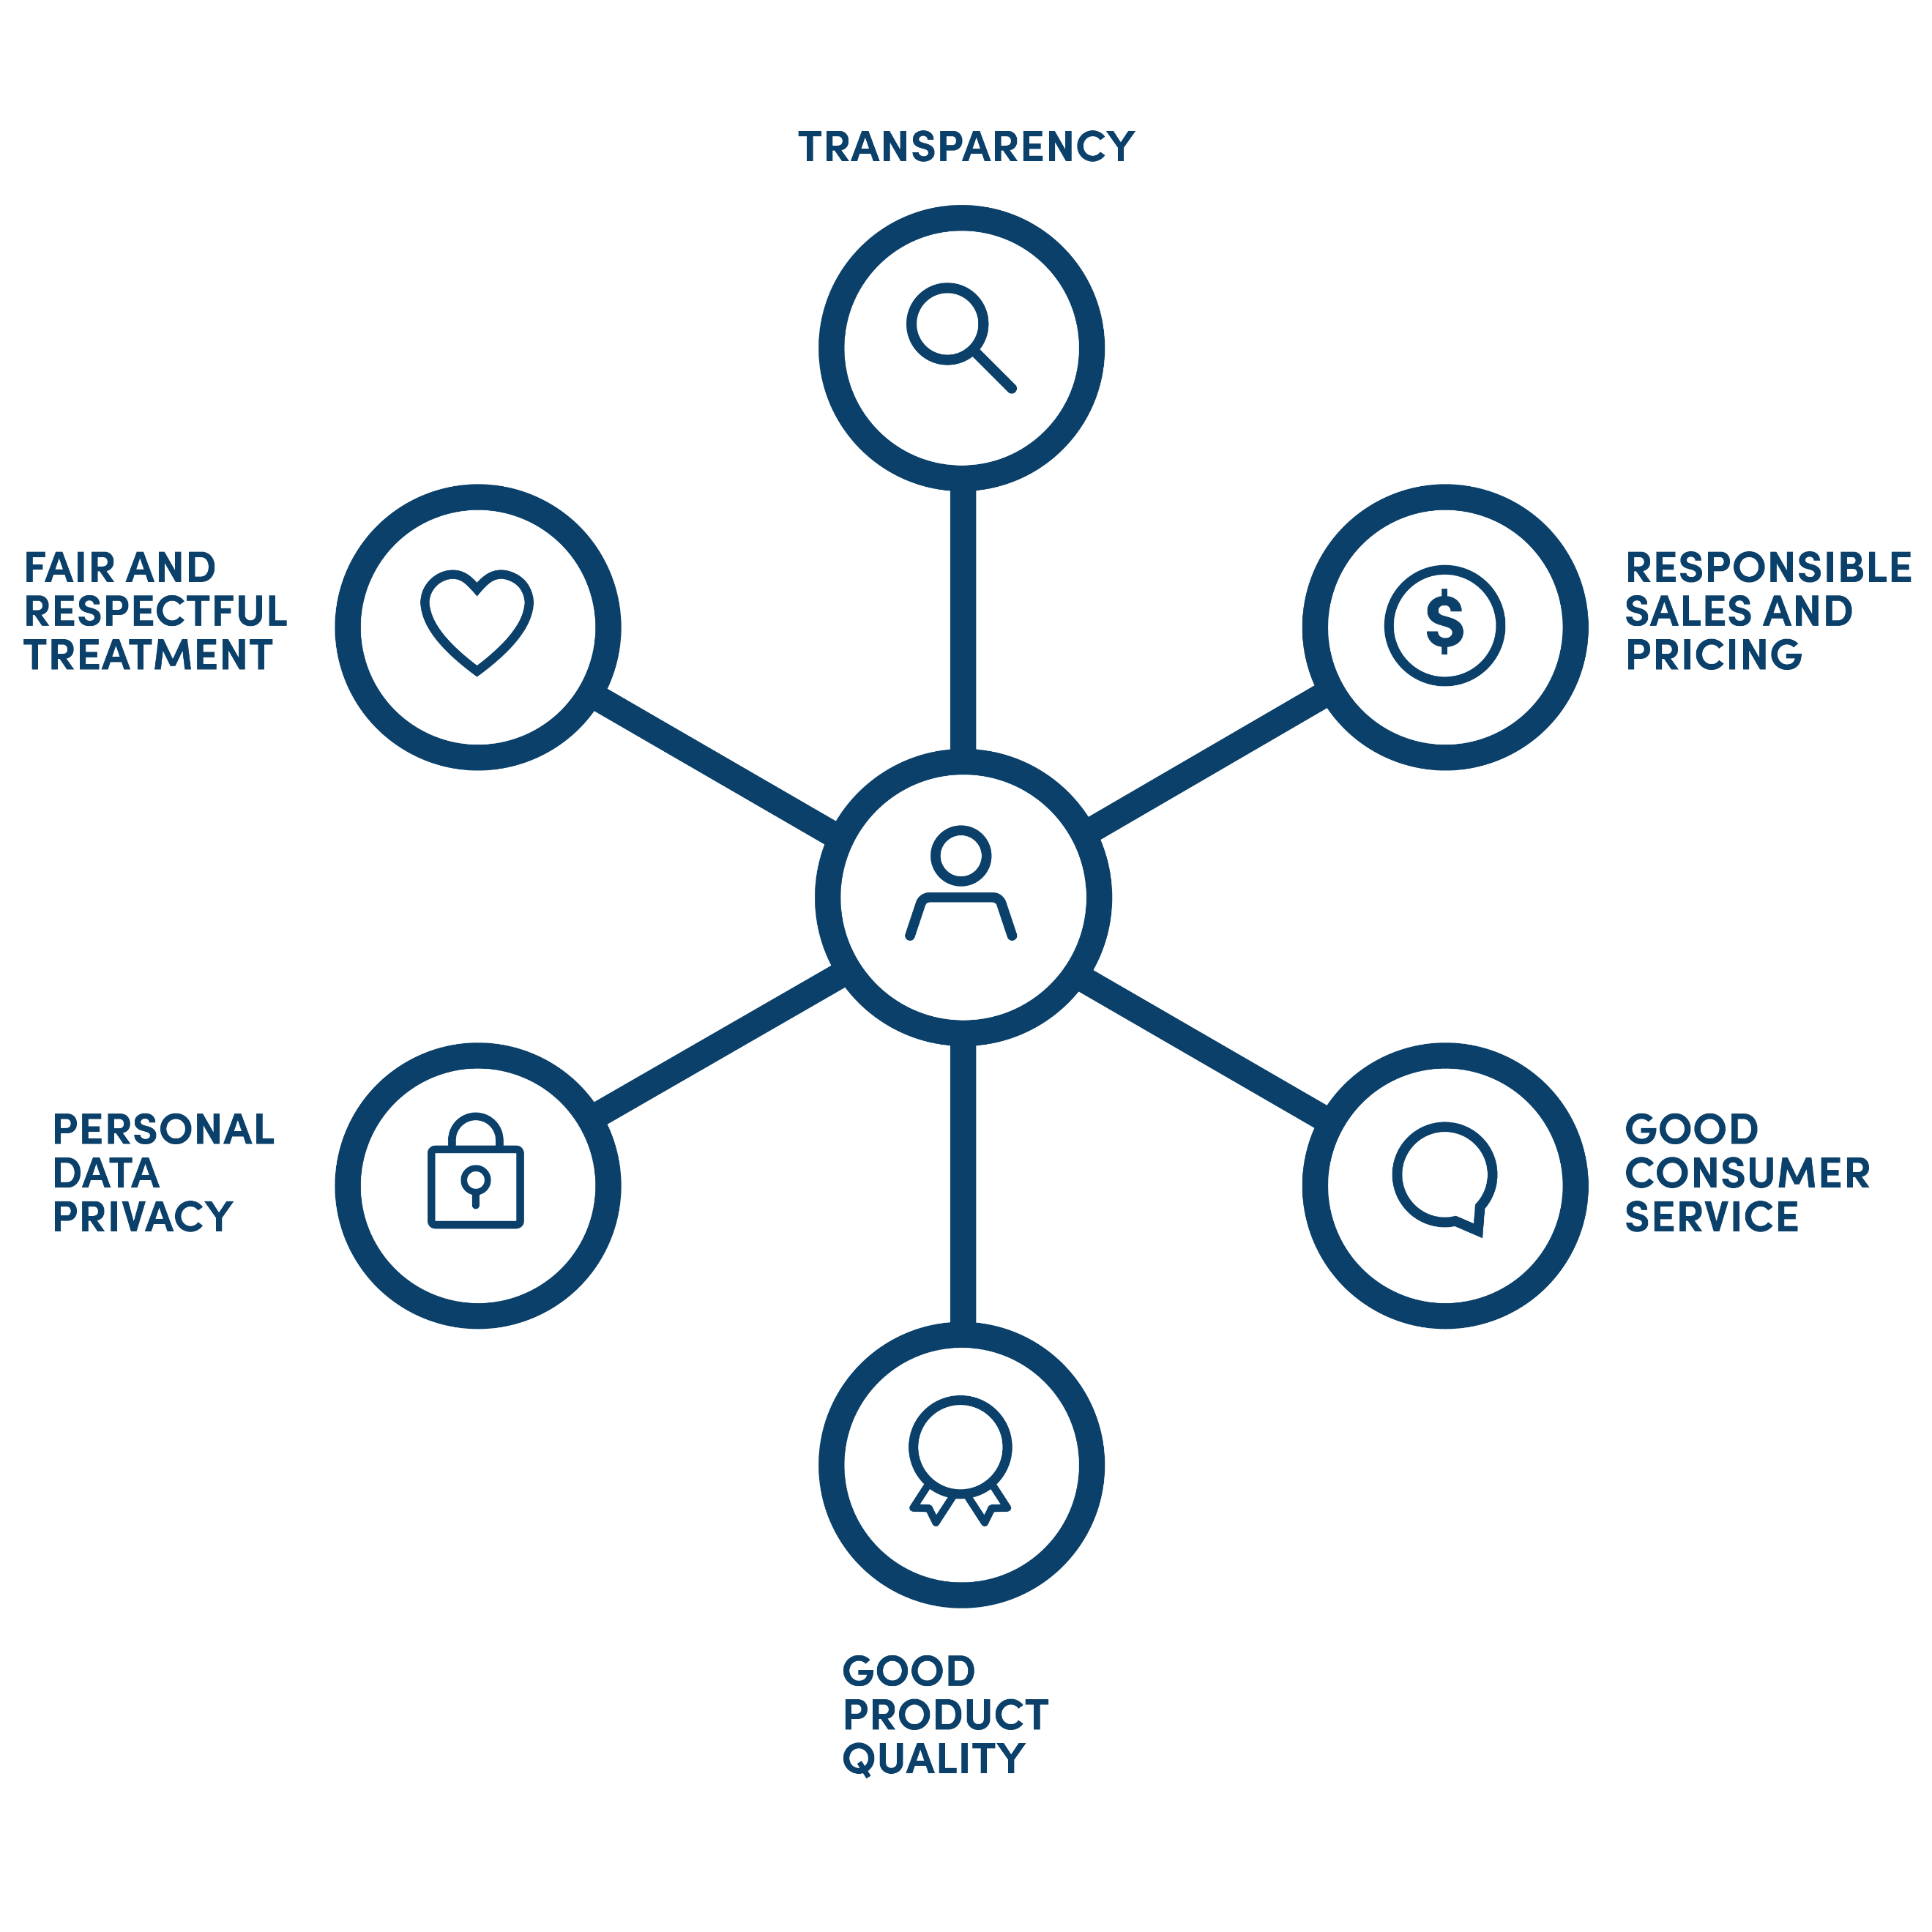 TRANSPARENCY
FAIR AND
RESPECTFUL
TREATMENT
RESPONSIBLE
SALES AND
PRICING
$
PERSONAL
DATA
PRIVACY
GOOD
CONSUMER
SERVICE
GOOD
PRODUCT
QUALITY